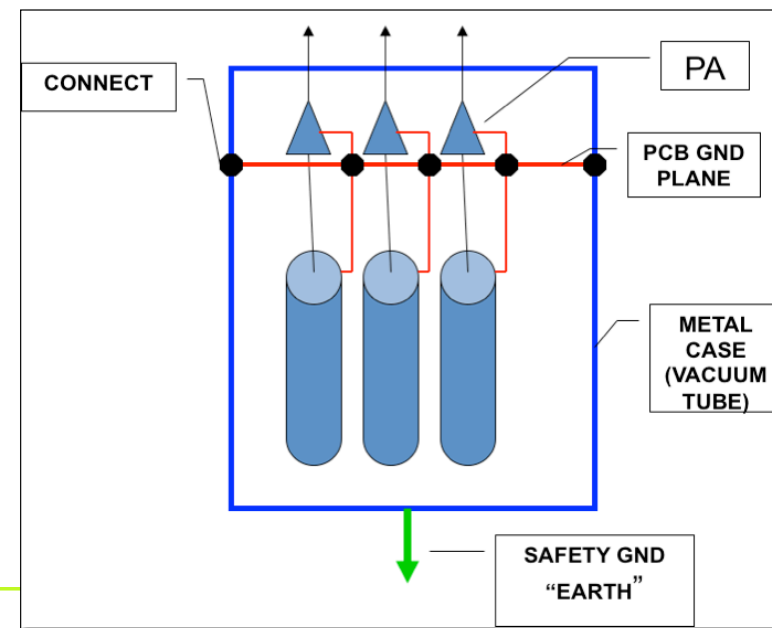 CONNECT
PA
PCB GND
PLANE
METAL
CASE
(VACUUM
TUBE)
SAFETY GND
“EARTH”